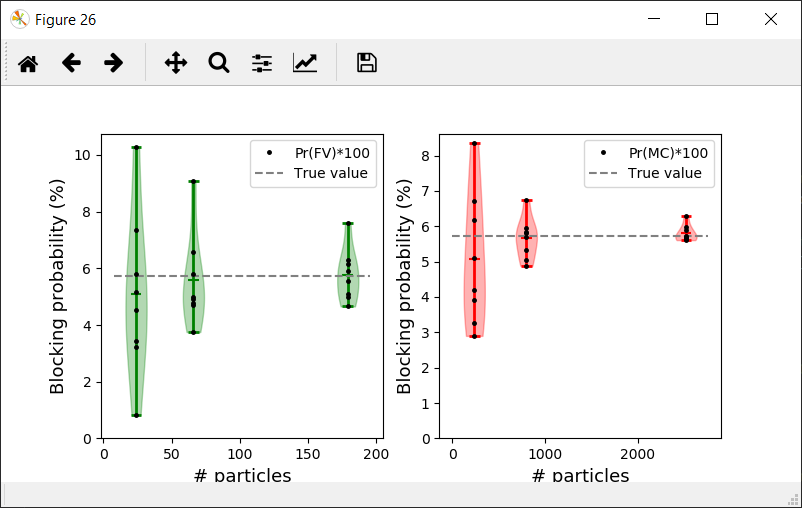 Figure 26
Pr(FV)*100
True value
Blocking probability (%)
10
8
6
4
2
0
0 50 100 150 200
# particles
Pr(MC)*100
True value
Blocking probability (%)
8
7
6
5
4
3
2
1
0
0 1000 2000
# particles